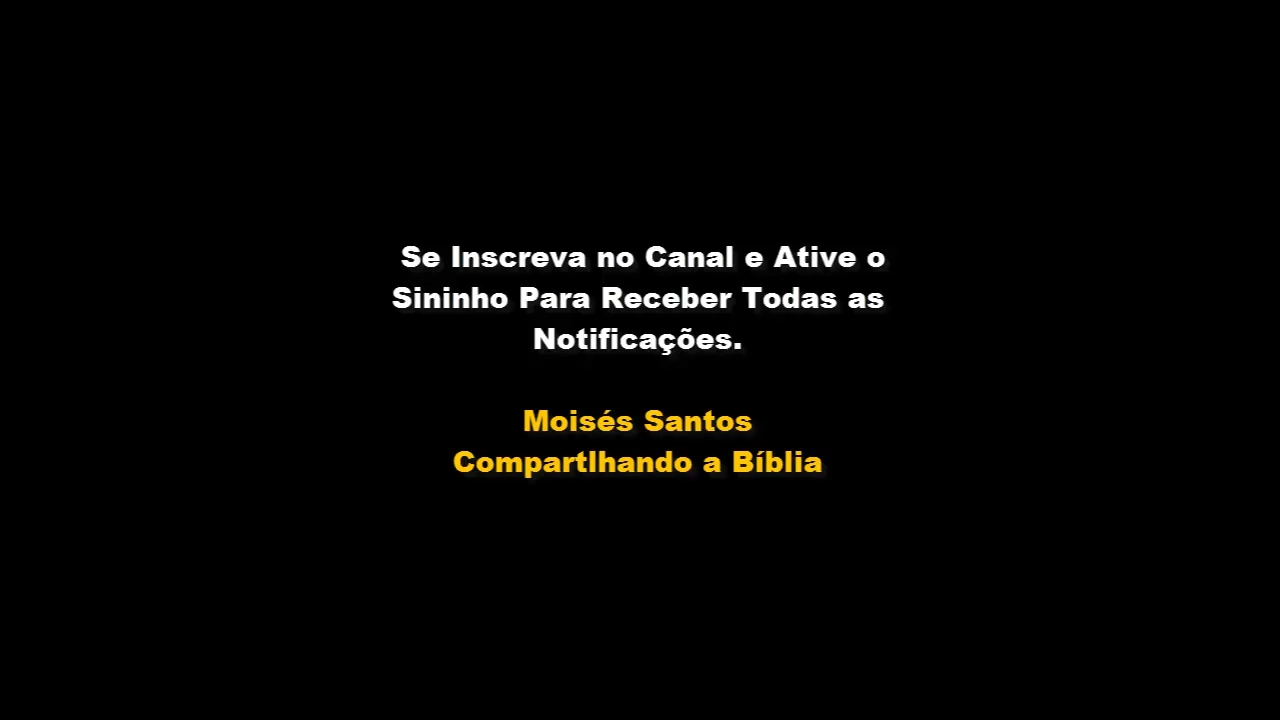 Se Inscreva no Canal e Ative o
Sininho Para Receber Todas as
Notificações.
Moisés Santos
Compartlhando a Bíblia